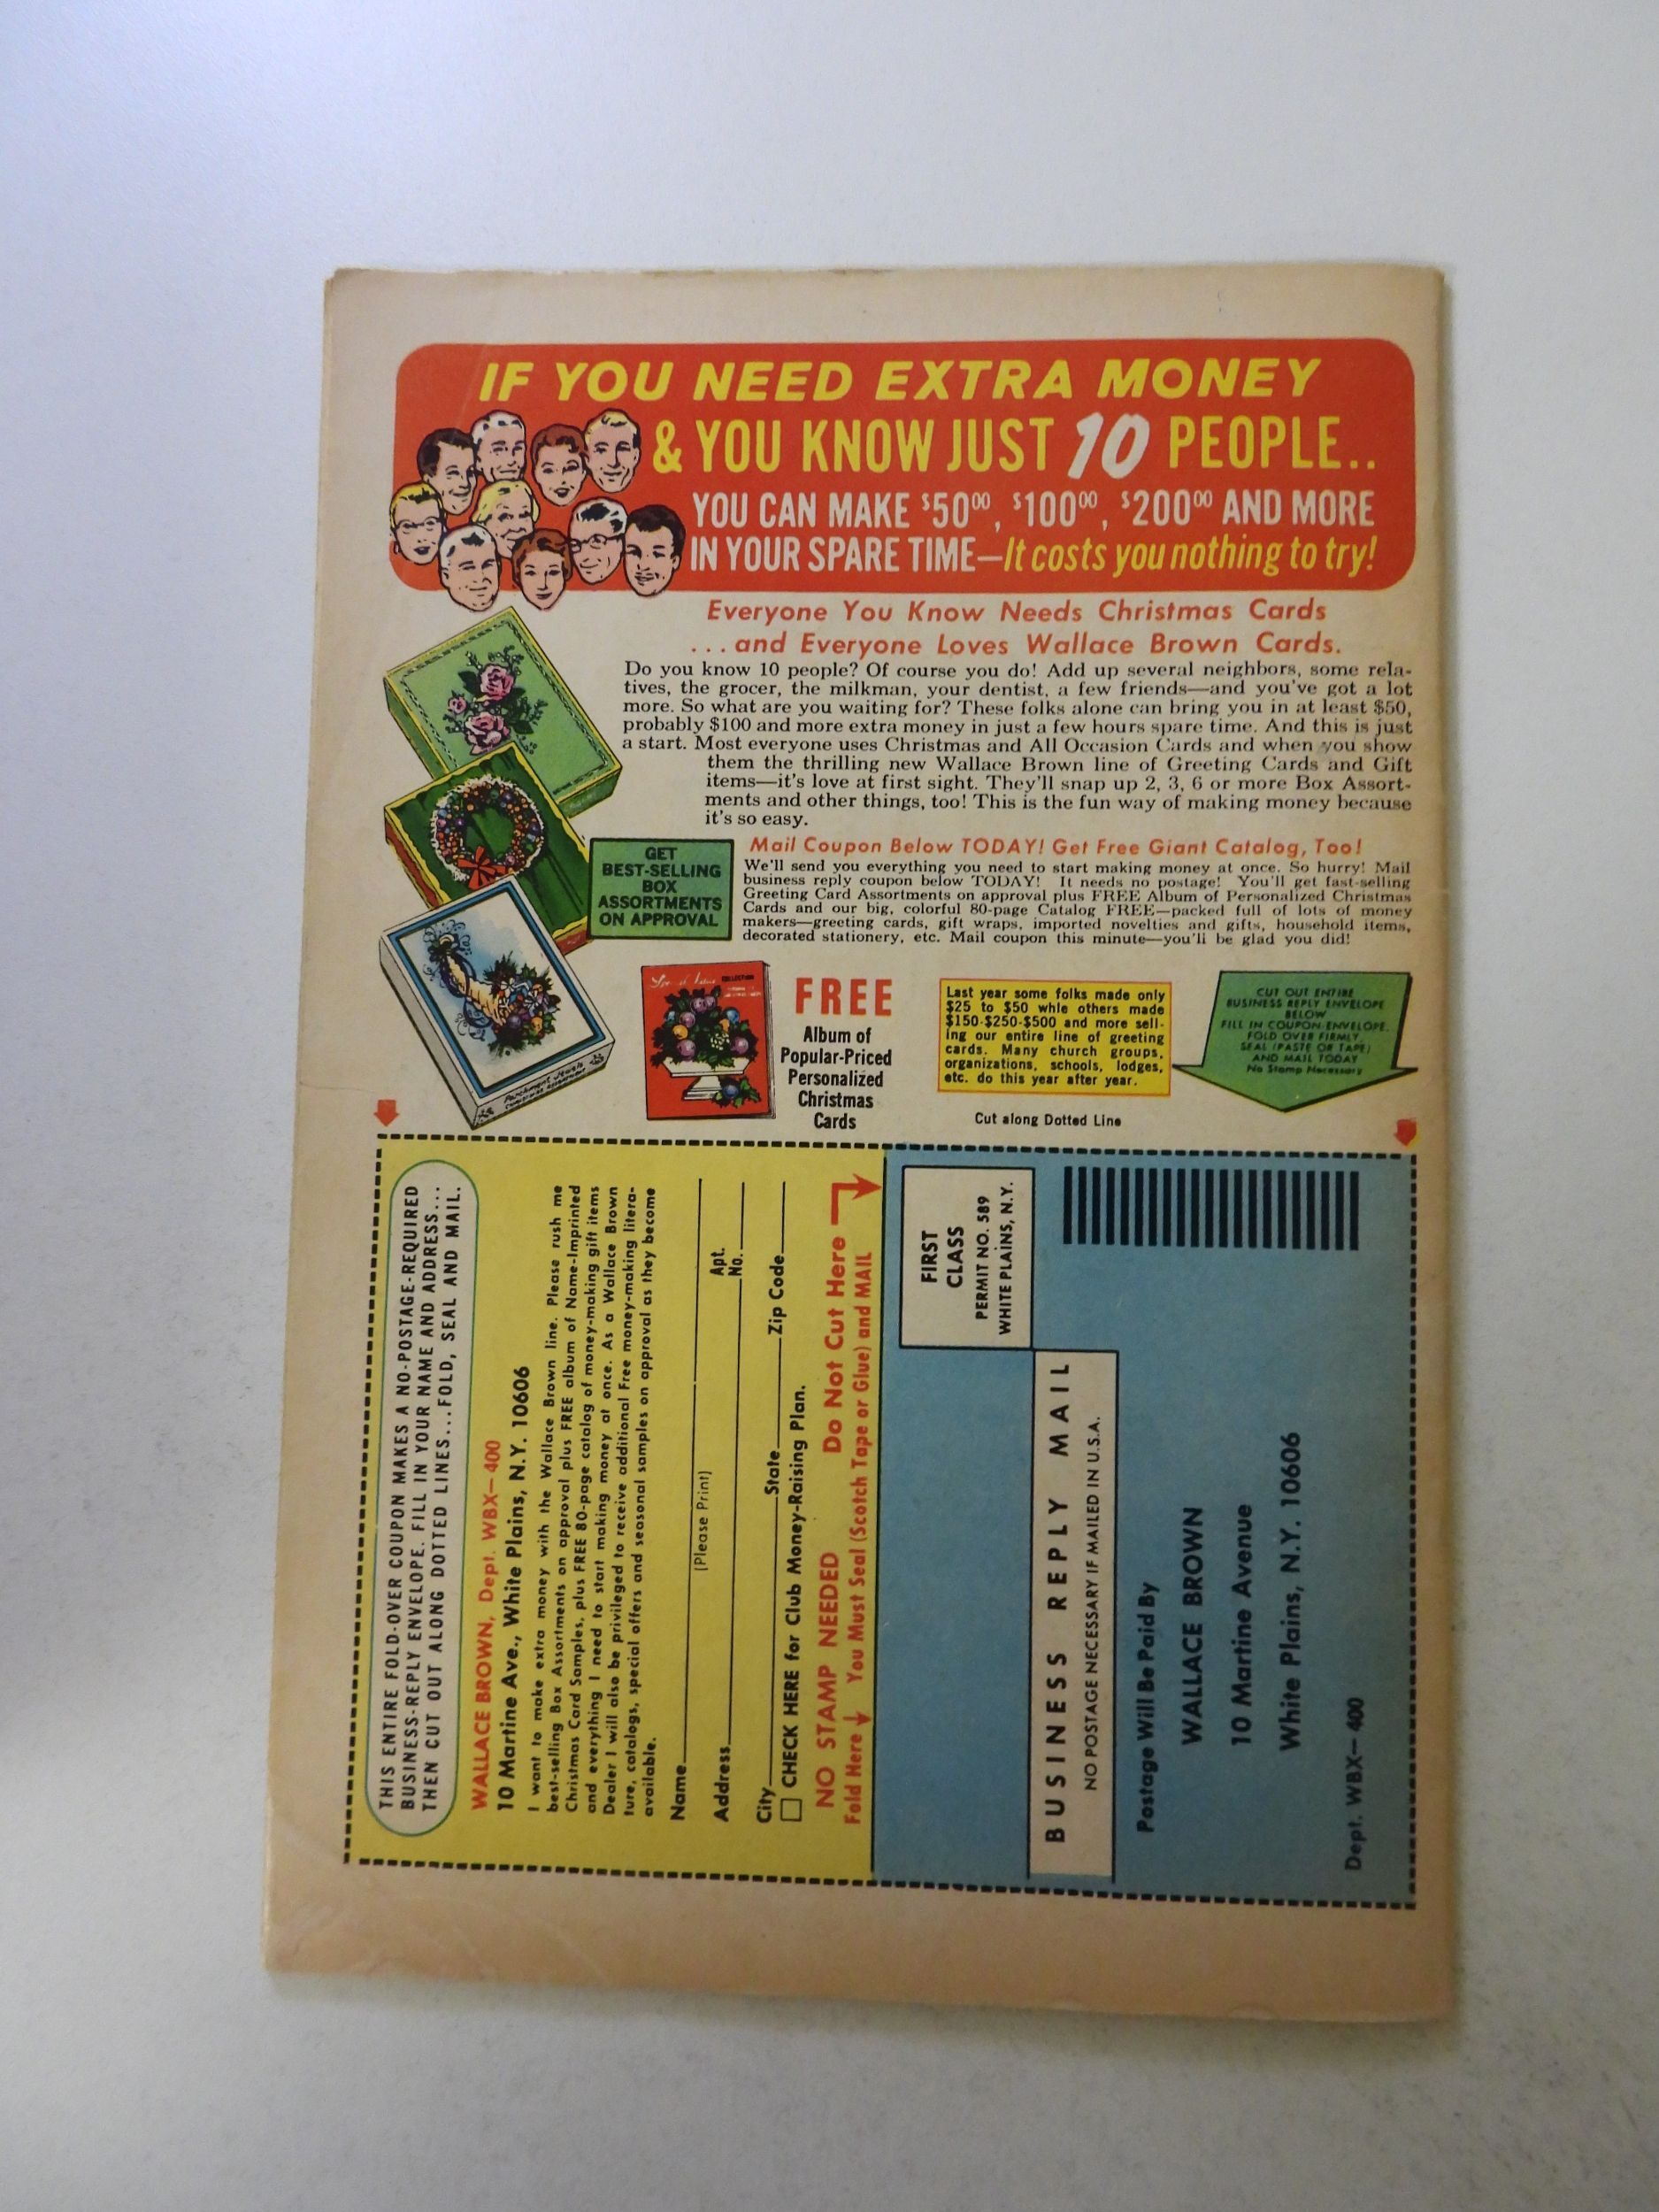 IF YOU NEED EXTRA MONEY
& YOU KNOW JUST 10 PEOPLE..
YOU CAN MAKE $50⁰⁰, $100⁰⁰, $200⁰⁰ AND MORE
IN YOUR SPARE TIME—It costs you nothing to try!
Everyone You Know Needs Christmas Cards
...and Everyone Loves Wallace Brown Cards.
Do you know 10 people? Of course you do! Add up several neighbors, some rela-
tives, the grocer, the milkman, your dentist, a few friends—and you've got a lot
more. So what are you waiting for? These folks alone can bring you in at least $50,
probably $100 and more extra money in just a few hours spare time. And this is just
a start. Most everyone uses Christmas and All Occasion Cards and when you show
them the thrilling new Wallace Brown line of Greeting Cards and Gift
items—it's love at first sight. They'll snap up 2, 3, 6 or more Box Assort-
ments and other things, too! This is the fun way of making money because
it's so easy.
GET
BEST-SELLING
BOX
ASSORTMENTS
ON APPROVAL
Mail Coupon Below TODAY! Get Free Giant Catalog, Too!
We'll send you everything you need to start making money at once. So hurry! Mail
business reply coupon below TODAY! It needs no postage! You'll get fast-selling
Greeting Card Assortments on approval plus FREE Album of Personalized Christmas
Cards and our big, colorful 80-page Catalog FREE—packed full of lots of money
makers—greeting cards, gift wraps, imported novelties and gifts, household items,
decorated stationery, etc. Mail coupon this minute—you'll be glad you did!
COLLECTION
FREE
Album of
Popular-Priced
Personalized
Christmas
Cards
Last year some folks made only
$25 to $50 whle others made
$150-$250-$500 and more sell-
ing our entire line of greeting
cards. Many church groups,
organizations, schools, lodges,
etc. do this year after year.
Cut along Dotted Line
CUT OUT ENTIRE
BUSINESS REPLY ENVELOPE
BELOW
FILL IN COUPON ENVELOPE.
FOLD OVER FIRMLY
SEAL (PASTE OR TAPE)
AND MAIL TODAY
No Stamp Necessary
THIS ENTIRE FOLD-OVER COUPON MAKES A NO-POSTAGE-REQUIRED
BUSINESS-REPLY ENVELOPE. FILL IN YOUR NAME AND ADDRESS...
THEN CUT OUT ALONG DOTTED LINES...FOLD, SEAL AND MAIL.
WALLACE BROWN, Dept. WBX—400
10 Martine Ave., White Plains, N.Y. 10606
I want to make extra money with the Wallace Brown line. Please rush me
best-selling Box Assortments on approval plus FREE album of Name-Imprinted
Christmas Card Samples, plus FREE 80-page catalog of money-making gift items
and everything I need to start making money at once. As a Wallace Brown
Dealer I will also be privileged to receive additional Free money-making litera-
ture, catalogs, special offers and seasonal samples on approval as they become
available.
Name
(Please Print)
Address
Apt.
No.
City State Zip Code
CHECK HERE for Club Money-Raising Plan.
NO STAMP NEEDED Do Not Cut Here
Fold Here You Must Seal (Scotch Tape or Glue) and MAIL
FIRST
CLASS
PERMIT NO. 589
WHITE PLAINS, N.Y.
BUSINESS REPLY MAIL
NO POSTAGE NECESSARY IF MAILED IN U.S.A.
Postage Will Be Paid By
WALLACE BROWN
10 Martine Avenue
White Plains, N.Y. 10606
Dept. WBX—400